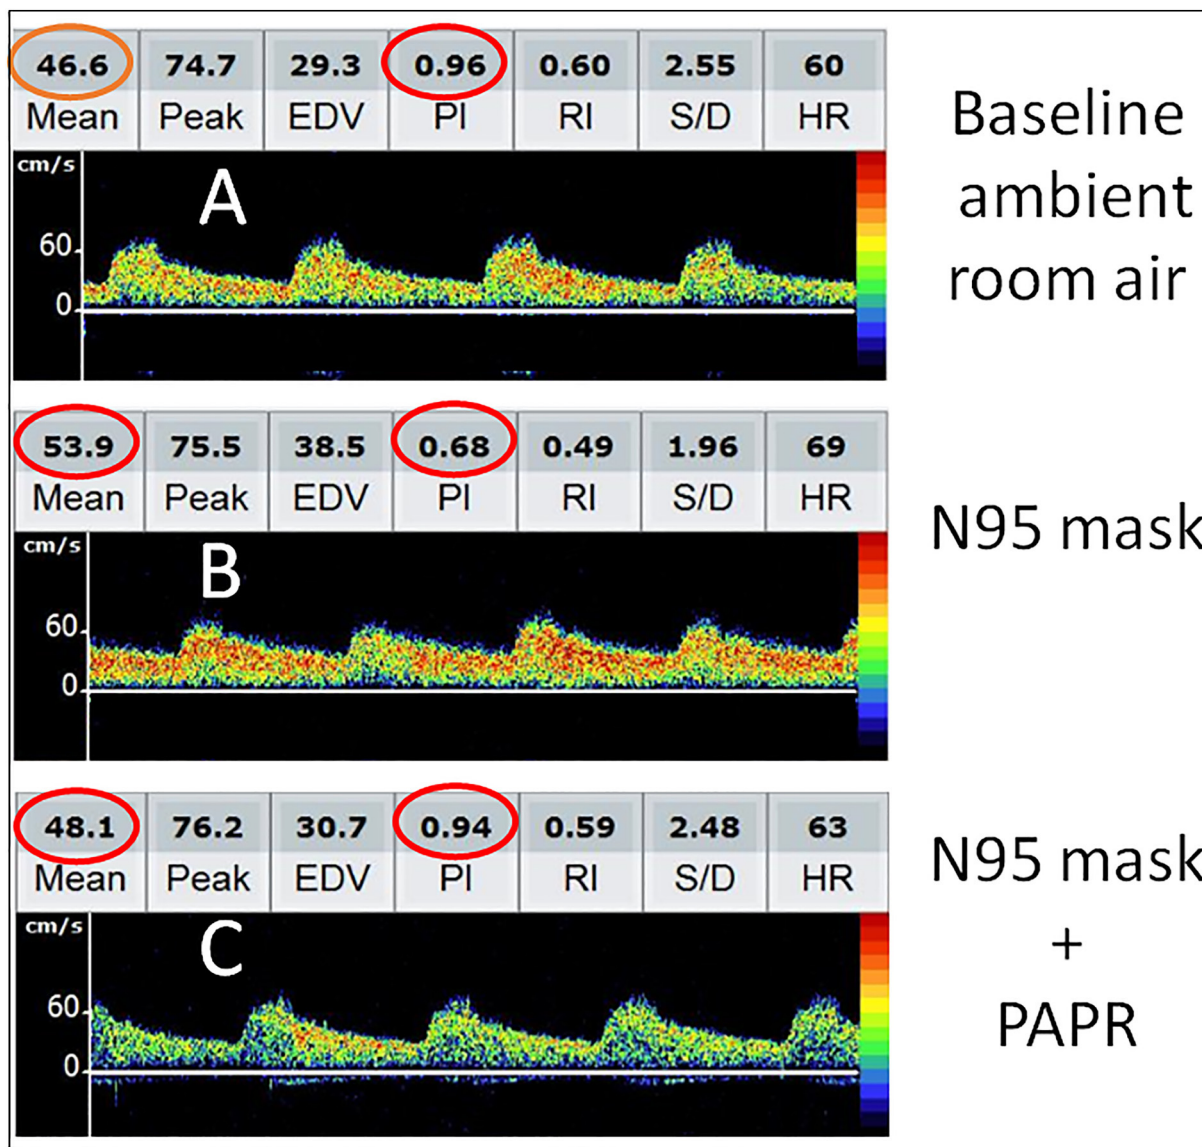 46.6 74.7 29.3 0.96 0.60 2.55 60
Mean Peak EDV PI RI S/D HR
cm/s
A
60
0
Baseline
ambient
room air
53.9 75.5 38.5 0.68 0.49 1.96 69
Mean Peak EDV PI RI S/D HR
cm/s
B
60
0
N95 mask
48.1 76.2 30.7 0.94 0.59 2.48 63
Mean Peak EDV PI RI S/D HR
cm/s
C
60
0
N95 mask
+
PAPR